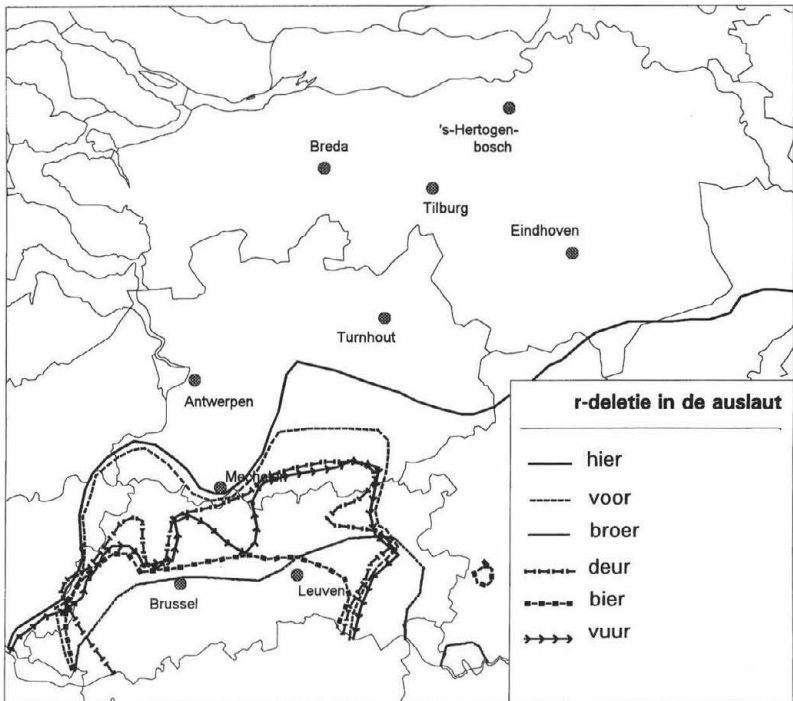 's-Hertogen-
bosch
Breda
Tilburg
Eindhoven
Turnhout
Antwerpen
r-deletie in de auslaut
hier
Mechelen
voor
broer
deur
Brussel
Leuven
bier
vuur